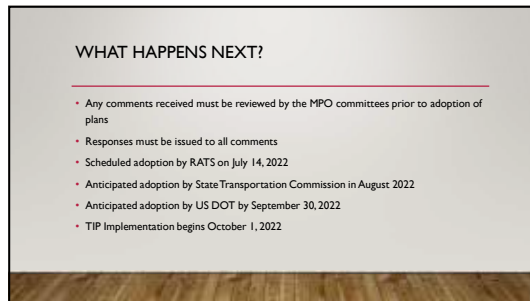 WHAT HAPPENS NEXT?
• Any comments received must be reviewed by the MPO committees prior to adoption of
plans
• Responses must be issued to all comments
• Scheduled adoption by RATS on July 14, 2022
• Anticipated adoption by State Transportation Commission in August 2022
• Anticipated adoption by US DOT by September 30, 2022
• TIP Implementation begins October 1, 2022